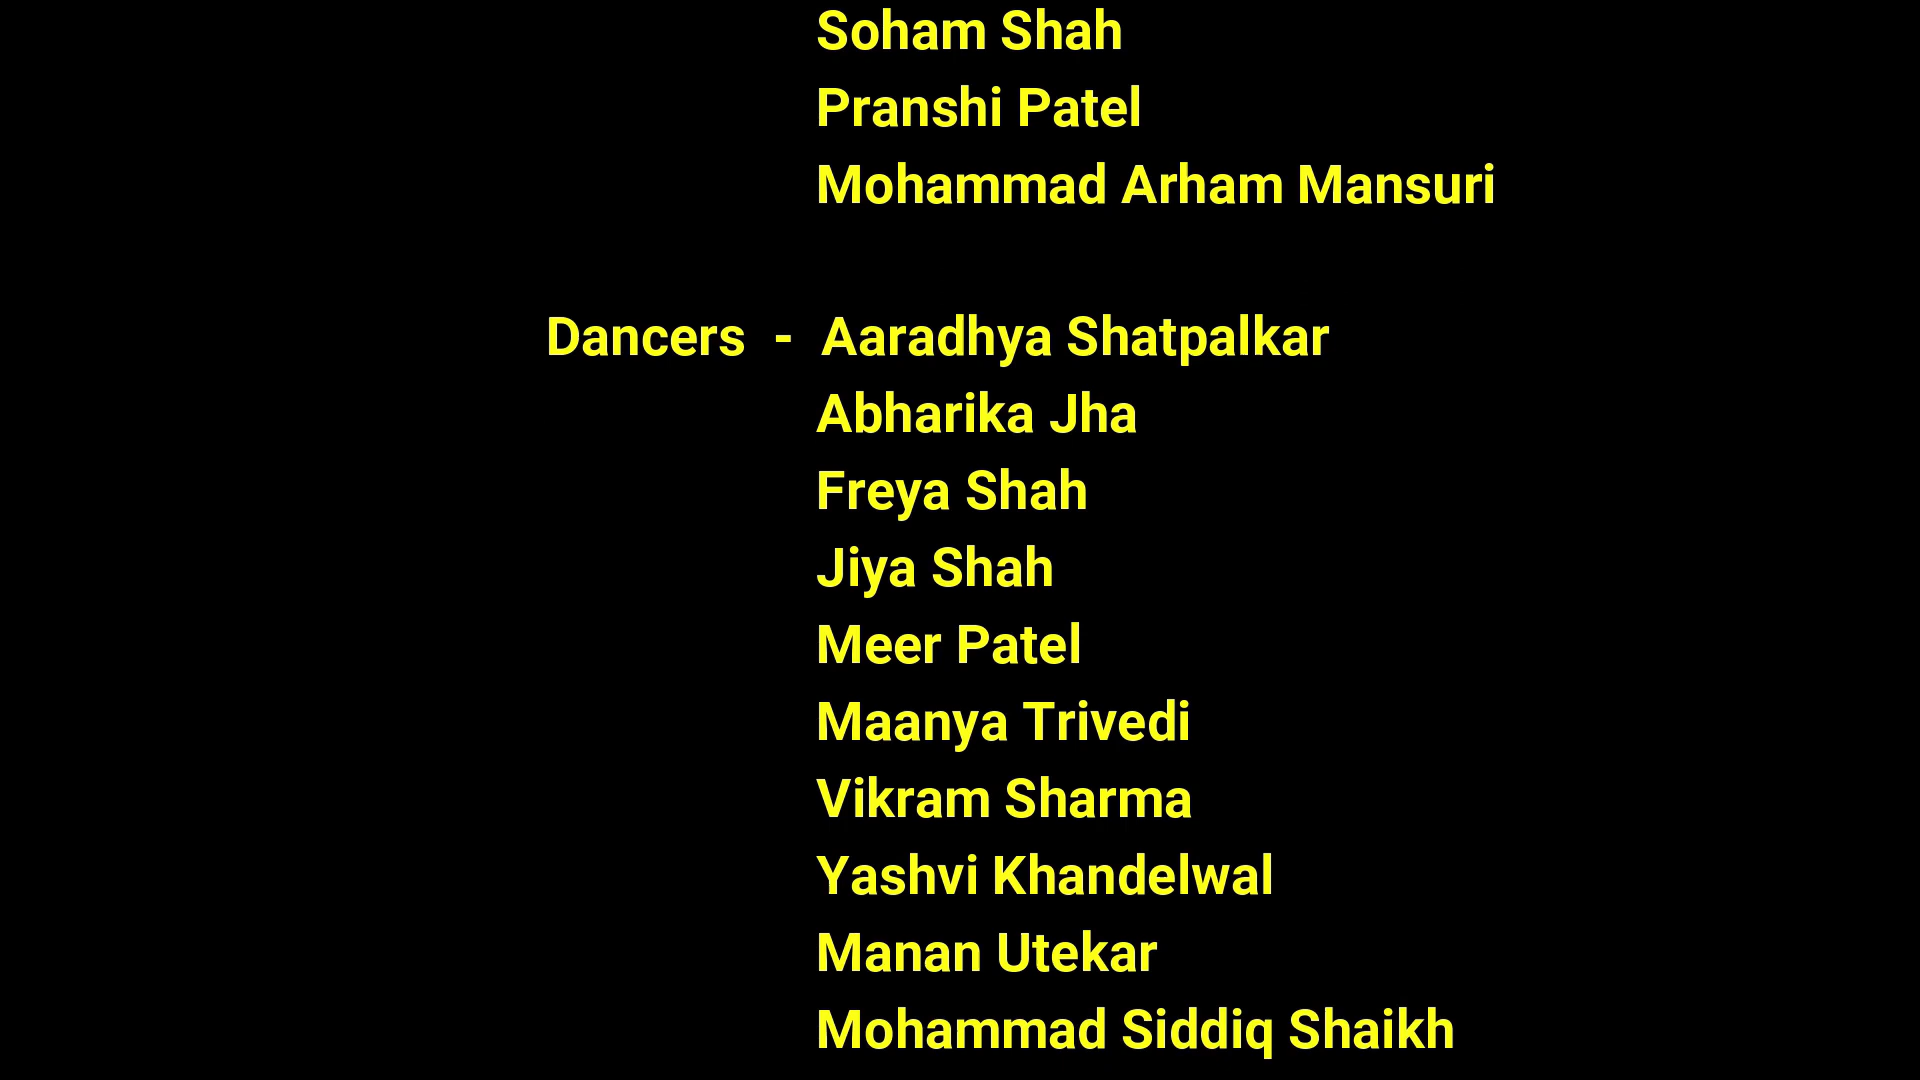 Soham Shah
Pranshi Patel
Mohammad Arham Mansuri
Dancers - Aaradhya Shatpalkar
Abharika Jha
Freya Shah
Jiya Shah
Meer Patel
Maanya Trivedi
Vikram Sharma
Yashvi Khandelwal
Manan Utekar
Mohammad Siddiq Shaikh